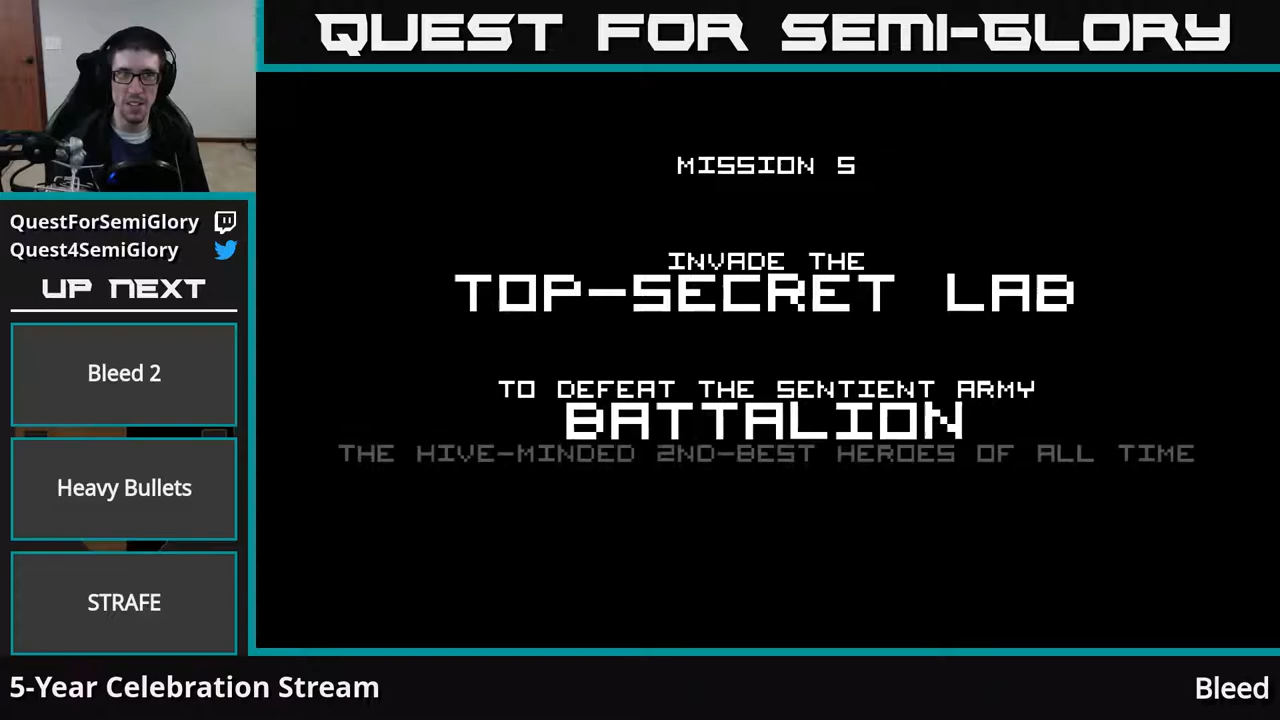 QUEST FOR SEMI-GLORY
QuestForSemiGlory
Quest4SemiGlory
UP NEXT
Bleed 2
Heavy Bullets
STRAFE
MISSION 5
INVADE THE
TOP-SECRET LAB
TO DEFEAT THE SENTIENT ARMY
BATTALION
THE HIVE-MINDED 2ND-BEST HEROES OF ALL TIME
5-Year Celebration Stream
Bleed